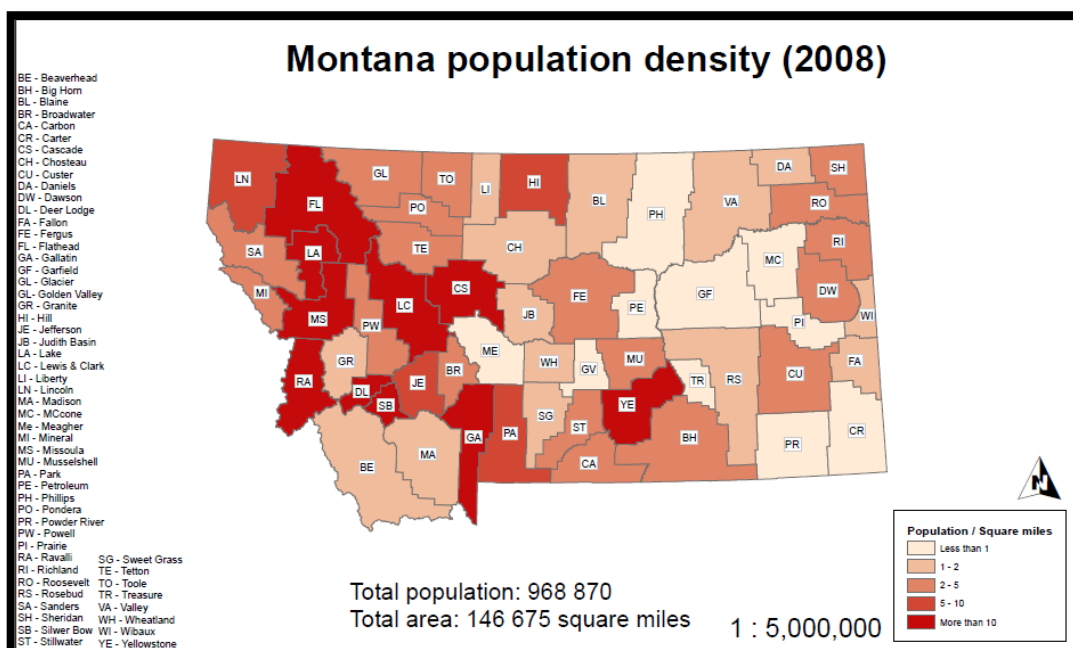 Montana population density (2008)
BE - Beaverhead
BH - Big Horn
BL - Blaine
BR - Broadwater
CA - Carbon
CR - Carter
CS - Cascade
CH - Chosteau
CU - Custer
DA - Daniels
DW - Dawson
DL - Deer Lodge
FA - Fallon
FE - Fergus
FL - Flathead
GA - Gallatin
GF - Garfield
GL - Glacier
GL- Golden Valley
GR - Granite
HI - Hill
JE - Jefferson
JB - Judith Basin
LA - Lake
LC - Lewis & Clark
LI - Liberty
LN - Lincoln
MA - Madison
MC - MCcone
Me - Meagher
MI - Mineral
MS - Missoula
MU - Musselshell
PA - Park
PE - Petroleum
PH - Phillips
PO - Pondera
PR - Powder River
PW - Powell
PI - Prairie
RA - Ravalli
RI - Richland
RO - Roosevelt
RS - Rosebud
SA - Sanders
SH - Sheridan
SB - Silwer Bow
ST - Stillwater
SG - Sweet Grass
TE - Tetton
TO - Toole
TR - Treasure
VA - Valley
WH - Wheatland
WI - Wibaux
YE - Yellowstone
LN
FL
GL
TO
LI
HI
BL
PH
VA
DA
SH
PO
RO
SA
LA
TE
CH
MC
RI
MI
MS
PW
LC
CS
JB
FE
PE
GF
DW
PI
WI
RA
GR
DL
SB
JE
BR
ME
WH
GV
MU
TR
RS
CU
FA
BE
MA
GA
PA
SG
ST
CA
YE
BH
PR
CR
N
Total population: 968 870
Total area: 146 675 square miles
1 : 5,000,000
Population / Square miles
Less than 1
1 - 2
2 - 5
5 - 10
More than 10